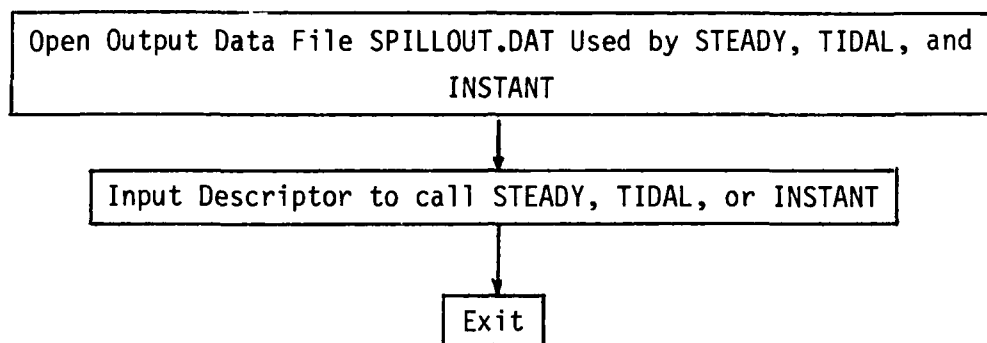 Open Output Data File SPILLOUT.DAT Used by STEADY, TIDAL, and
INSTANT
Input Descriptor to call STEADY, TIDAL, or INSTANT
Exit